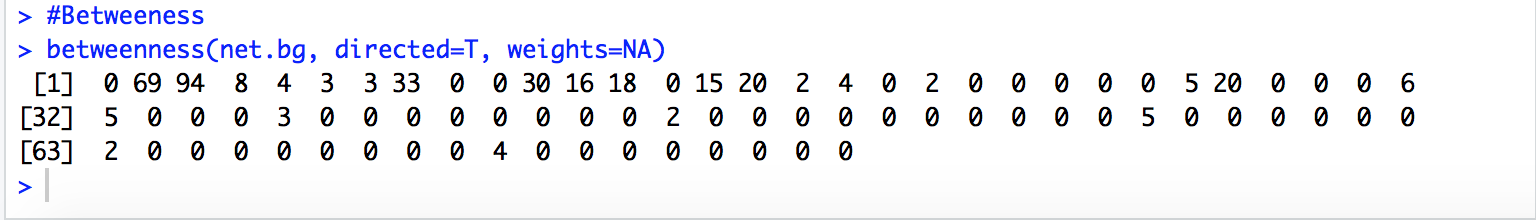 > #Betweeness
> betweenness(net.bg, directed=T, weights=NA)
[1] 0 69 94 8 4 3 3 33 0 0 30 16 18 0 15 20 2 4 0 2 0 0 0 0 0 5 20 0 0 0 6
[32] 5 0 0 0 3 0 0 0 0 0 0 0 0 2 0 0 0 0 0 0 0 0 0 0 5 0 0 0 0 0 0
[63] 2 0 0 0 0 0 0 0 0 4 0 0 0 0 0 0 0 0
>